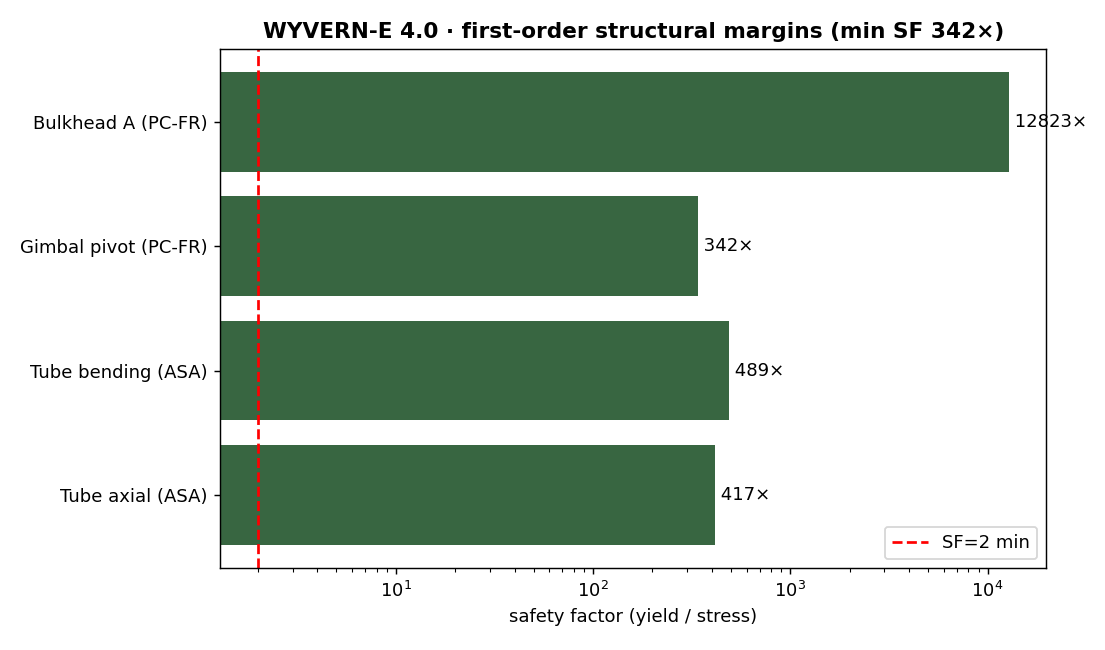 WYVERN-E 4.0 · first-order structural margins (min SF 342×)
Bulkhead A (PC-FR)
12823×
Gimbal pivot (PC-FR)
342×
Tube bending (ASA)
489×
Tube axial (ASA)
417×
SF=2 min
10¹ 10² 10³ 10⁴
safety factor (yield / stress)